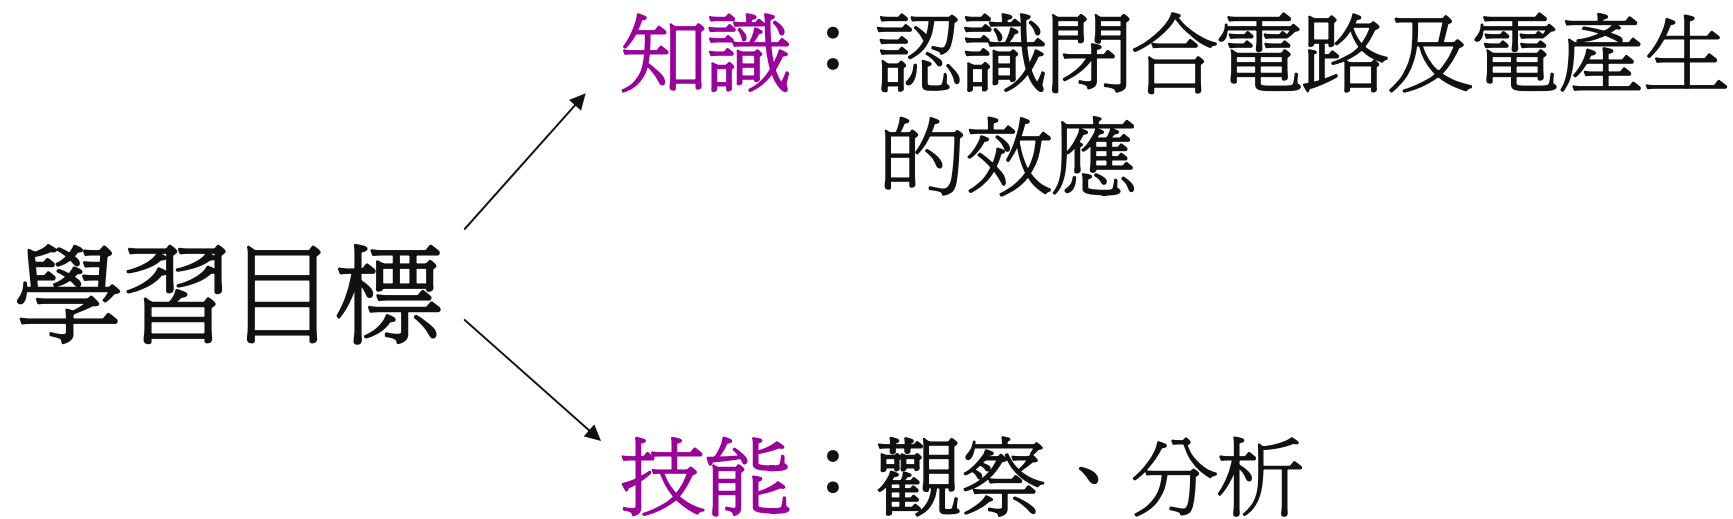 知識：認識閉合電路及電產生
的效應
學習目標
技能：觀察、分析